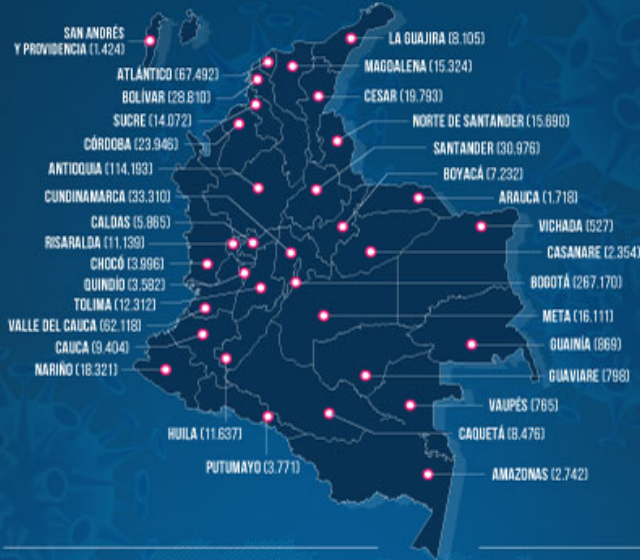 SAN ANDRÉS
Y PROVIDENCIA (1.424)
ATLÁNTICO (67.492)
BOLÍVAR (28.810)
SUCRE (14.072)
CÓRDOBA (23.946)
ANTIOQUIA (114.193)
CUNDINAMARCA (33.310)
CALDAS (5.865)
RISARALDA (11.139)
CHOCÓ (3.996)
QUINDÍO (3.582)
TOLIMA (12.312)
VALLE DEL CAUCA (62.118)
CAUCA (9.404)
NARIÑO (18.321)
HUILA (11.637)
PUTUMAYO (3.771)
LA GUAJIRA (8.105)
MAGDALENA (15.324)
CESAR (19.793)
NORTE DE SANTANDER (15.690)
SANTANDER (30.976)
BOYACÁ (7.232)
ARAUCA (1.718)
VICHADA (527)
CASANARE (2.354)
BOGOTÁ (267.170)
META (16.111)
GUAINÍA (869)
GUAVIARE (798)
VAUPÉS (765)
CAQUETÁ (8.476)
AMAZONAS (2.742)